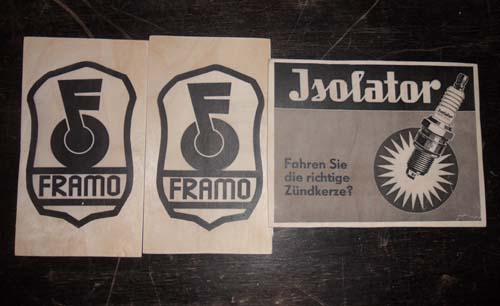 FRAMO
FRAMO
Isolator
Fahren Sie
die richtige
Zündkerze?